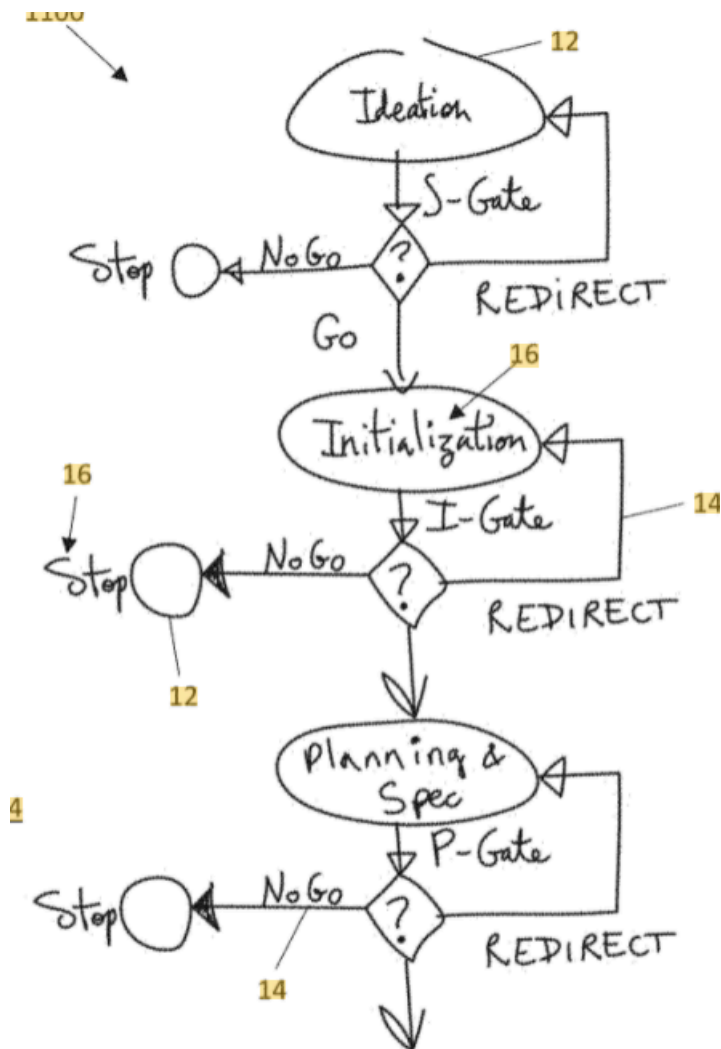 1100
12
Ideation
S-Gate
Stop
NoGo
?
REDiRECT
Go
16
Initialization
16
I-Gate
14
Stop
NoGo
?
REDIRECT
12
Planning &
Spec
4
P-Gate
Stop
NoGo
?
14
REDIRECT